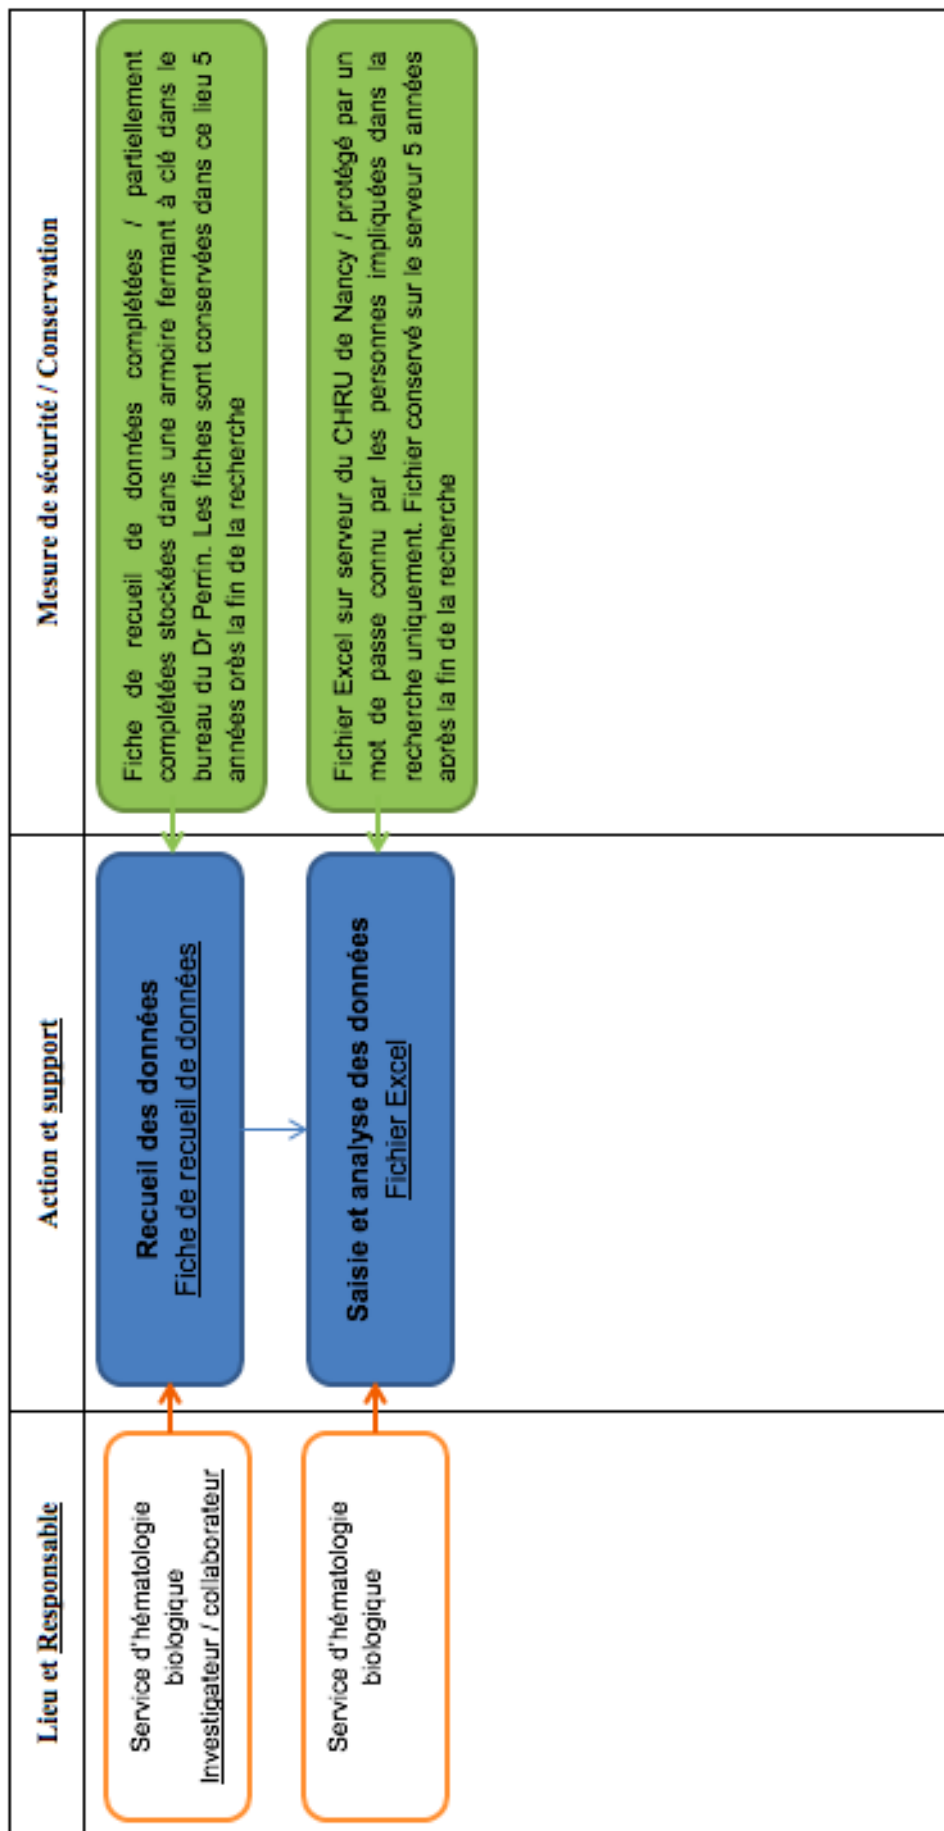 Lieu et Responsable
Action et support
Mesure de sécurité / Conservation
Service d'hématologie
biologique
Investigateur / collaborateur
Recueil des données
Fiche de recueil de données
Fiche de recueil de données complétées / partiellement
complétées stockées dans une armoire fermant à clé dans le
bureau du Dr Perrin. Les fiches sont conservées dans ce lieu 5
années près la fin de la recherche
Service d'hématologie
biologique
Saisie et analyse des données
Fichier Excel
Fichier Excel sur serveur du CHRU de Nancy / protégé par un
mot de passe connu par les personnes impliquées dans la
recherche uniquement. Fichier conservé sur le serveur 5 années
après la fin de la recherche